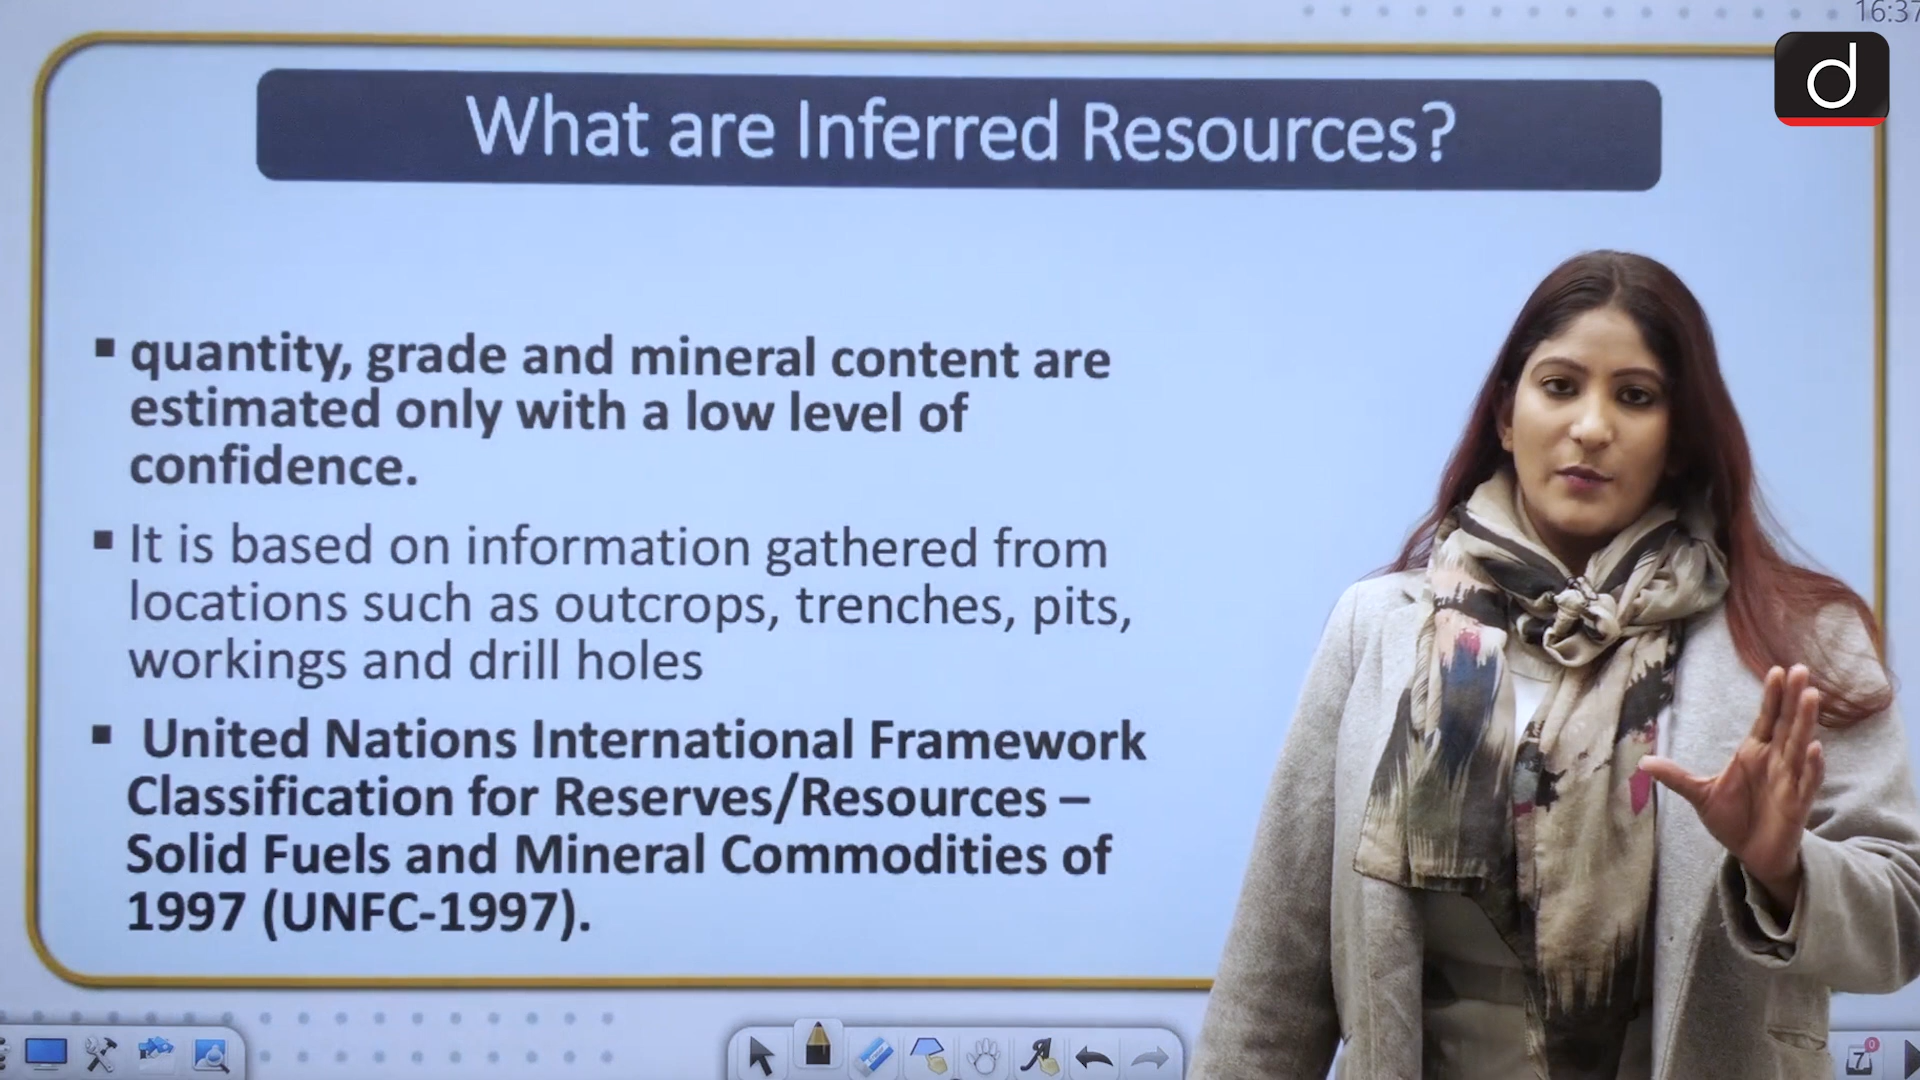 16:37
d
What are Inferred Resources?
▪ quantity, grade and mineral content are
estimated only with a low level of
confidence.
▪ It is based on information gathered from
locations such as outcrops, trenches, pits,
workings and drill holes
▪ United Nations International Framework
Classification for Reserves/Resources –
Solid Fuels and Mineral Commodities of
1997 (UNFC-1997).
7
0